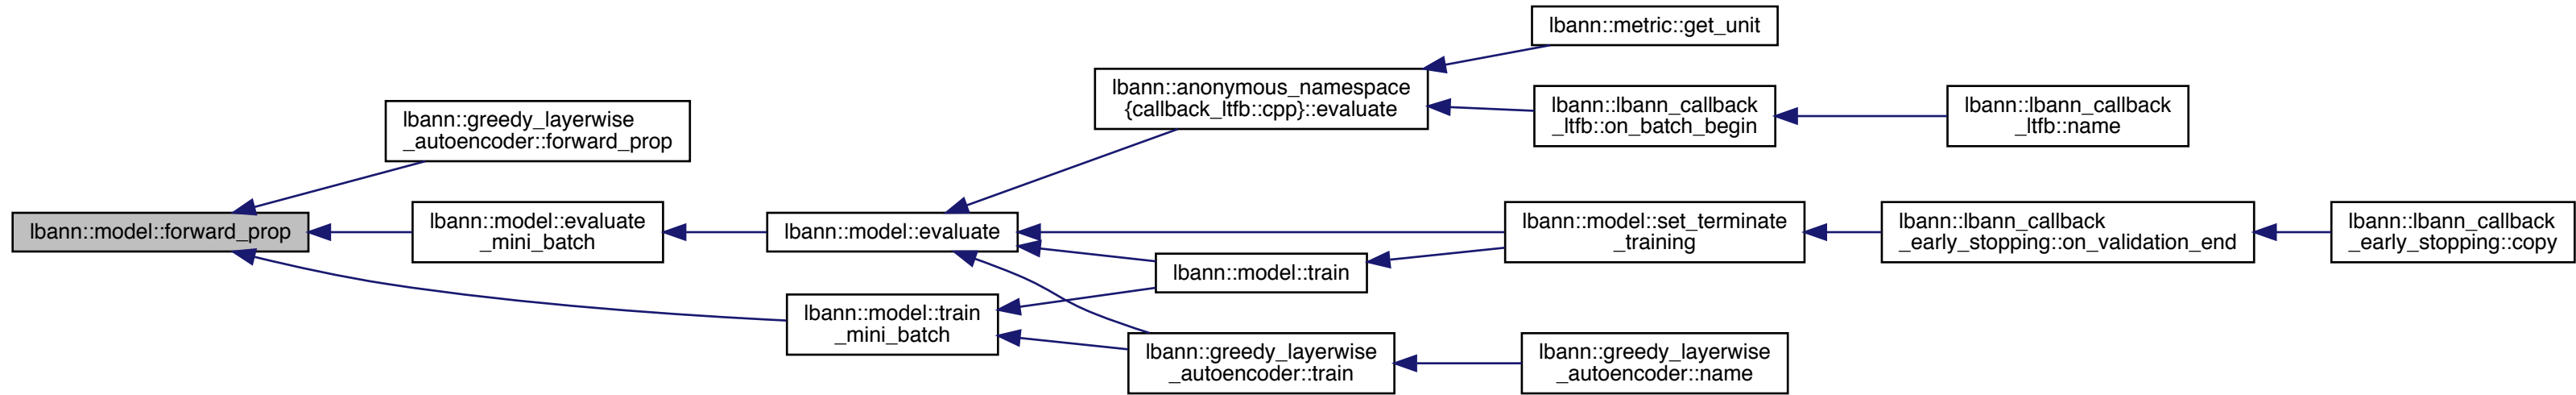 lbann::model::forward_prop
lbann::greedy_layerwise
_autoencoder::forward_prop
lbann::model::evaluate
_mini_batch
lbann::model::train
_mini_batch
lbann::model::evaluate
lbann::anonymous_namespace
{callback_ltfb::cpp}::evaluate
lbann::model::train
lbann::greedy_layerwise
_autoencoder::train
lbann::metric::get_unit
lbann::lbann_callback
_ltfb::on_batch_begin
lbann::model::set_terminate
_training
lbann::greedy_layerwise
_autoencoder::name
lbann::lbann_callback
_ltfb::name
lbann::lbann_callback
_early_stopping::on_validation_end
lbann::lbann_callback
_early_stopping::copy